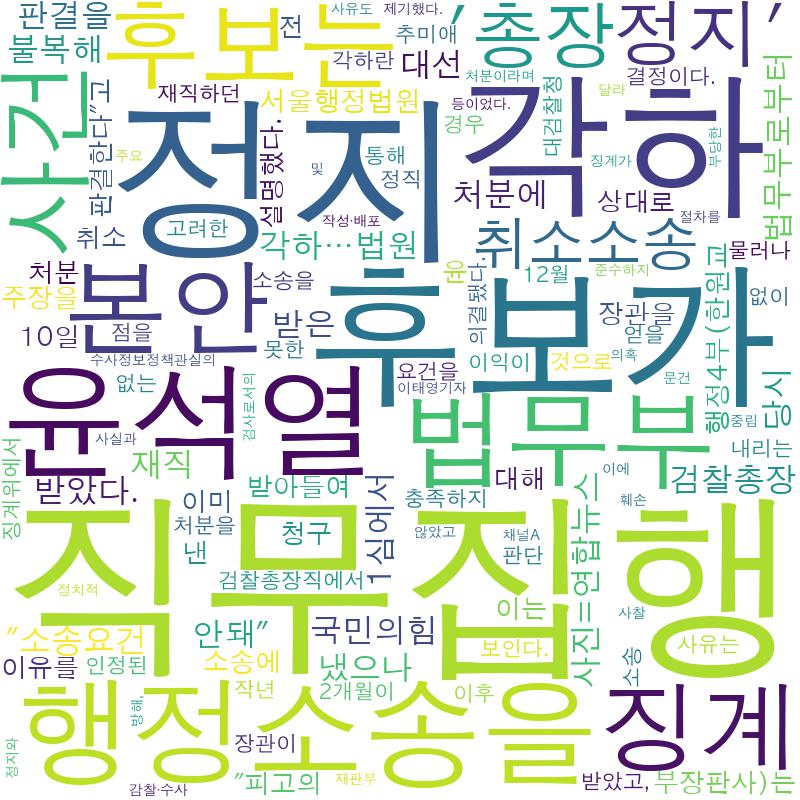 판결을
불복해
후보는
전
사유도
제기했다.
추미애
각하란
대선
'총장
정지'
처분이라며
결정이다.
사건
판결한다"고
재직하던
서울행정법원
설명했다.
등이었다.
달라
대검찰청
부당한
법무부로부터
주요
정
지
각하
및
통해
정직
경우
징계가
고려한
작성·배포
처분에
상대로
절차를
취소
각하…법원
취소소송
물러나
처분
주장을
본안
소송을
尹
의결됐다.
12월
준수하지
장관을
행정4부(한원교
없이
10일
점을
받은
못한
후보가
얻을
수사정보정책관실의
없는
요건을
이익이
것으로
의혹
이태영기자
문건
당시
윤석열
검사로서의
법무부
중립
사실과
재직
대해
내리는
징계위에서
받았다.
이미
받아들여
1심에서
충족하지
사진=연합뉴스
이에
검찰총장
직무집행
처분을
낸
청구
않았고
채널A
판단
훼손
검찰총장직에서
정치적
이는
사찰
"소송요건
안돼"
국민의힘
보인다.
사유는
이유를
인정된
소송에
냈으나
소송
행정소송을
작년
2개월이
이후
징계
방해,
정지와
장관이
감찰·수사
"피고의
재판부
받았고,
부장판사)는